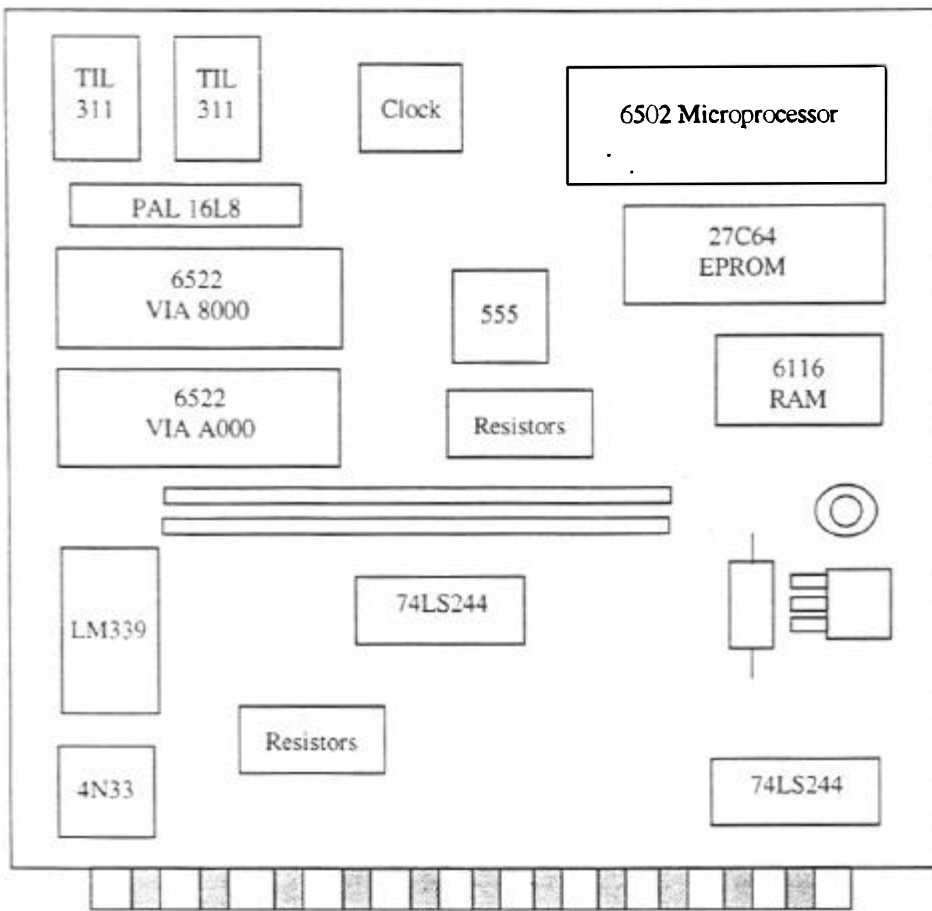 TIL
311
TIL
311
Clock
6502 Microprocessor
PAL 16L8
27C64
EPROM
6522
VIA 8000
555
6116
RAM
6522
VIA A000
Resistors
LM339
74LS244
Resistors
4N33
74LS244